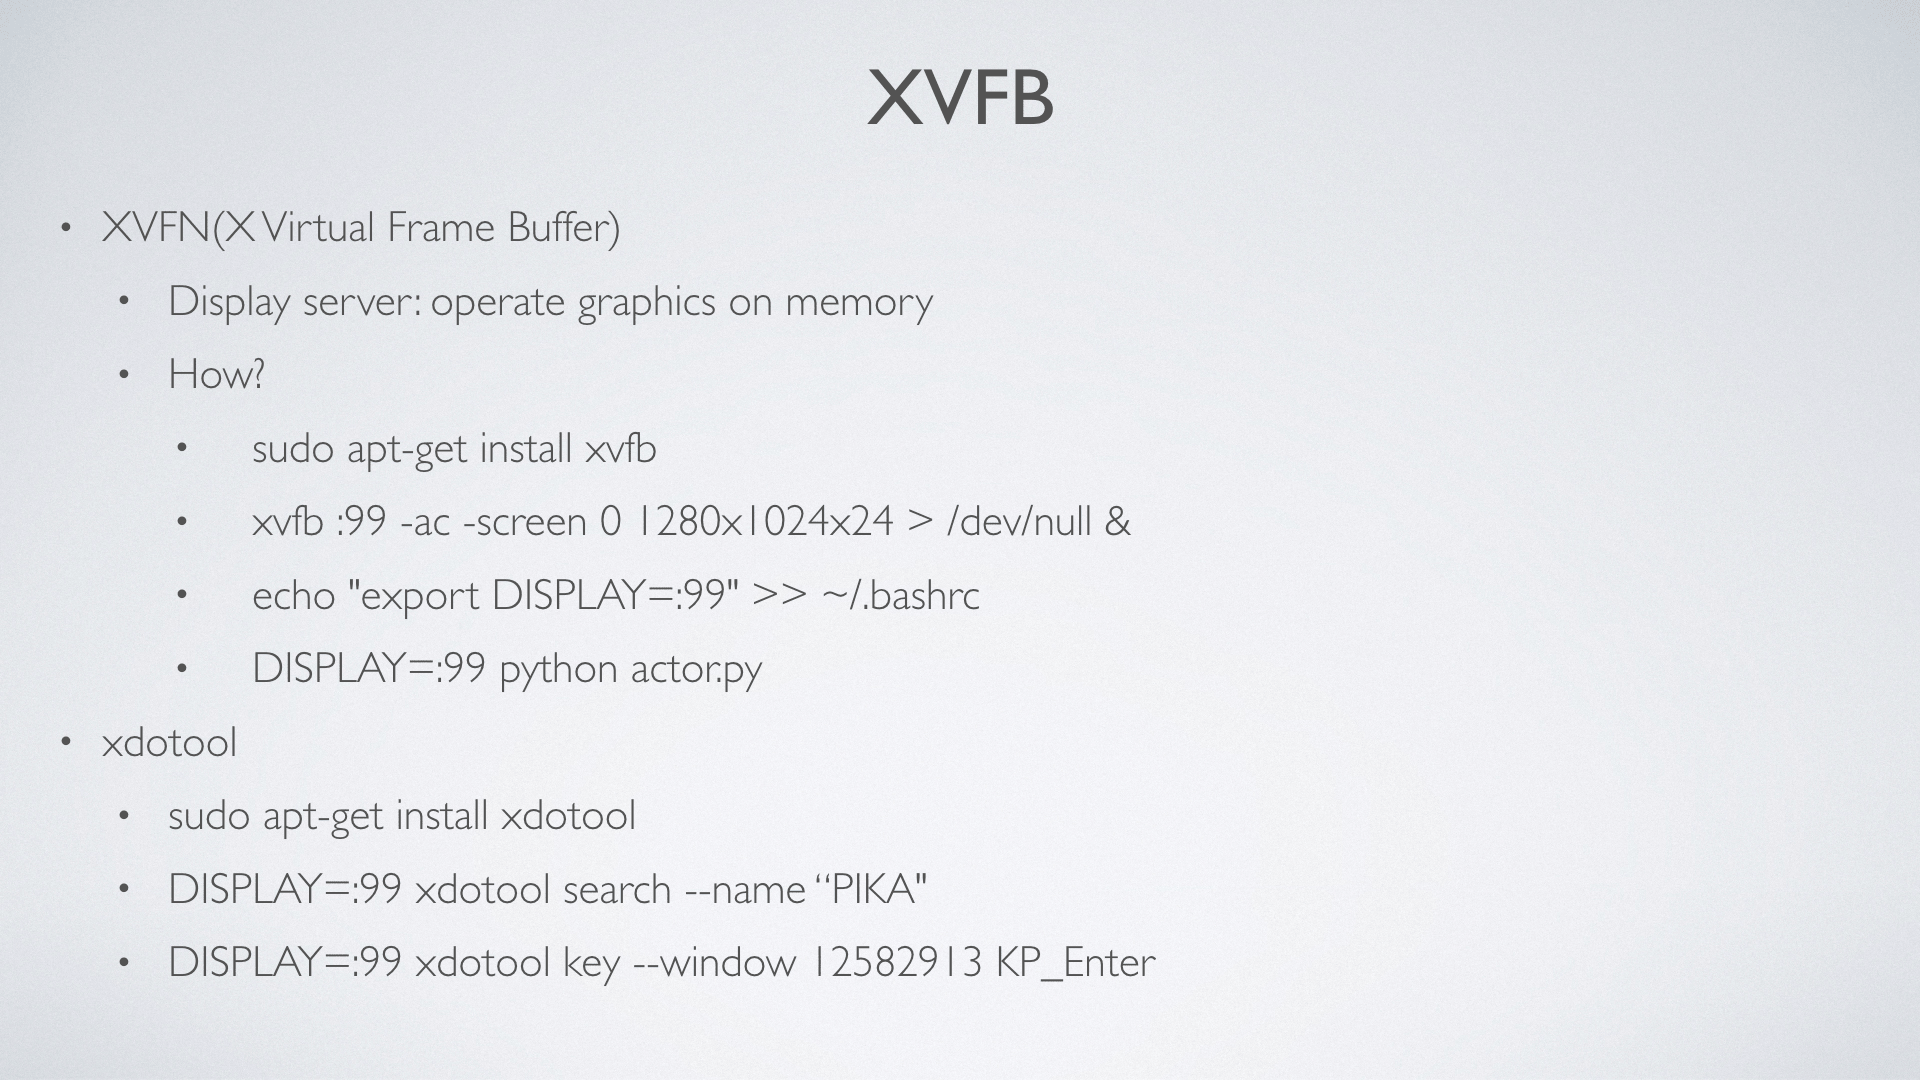 XVFB
• XVFN(X Virtual Frame Buffer)
• Display server: operate graphics on memory
• How?
• sudo apt-get install xvfb
• xvfb :99 -ac -screen 0 1280x1024x24 > /dev/null &
• echo "export DISPLAY=:99" >> ~/.bashrc
• DISPLAY=:99 python actor.py
• xdotool
• sudo apt-get install xdotool
• DISPLAY=:99 xdotool search --name “PIKA"
• DISPLAY=:99 xdotool key --window 12582913 KP_Enter